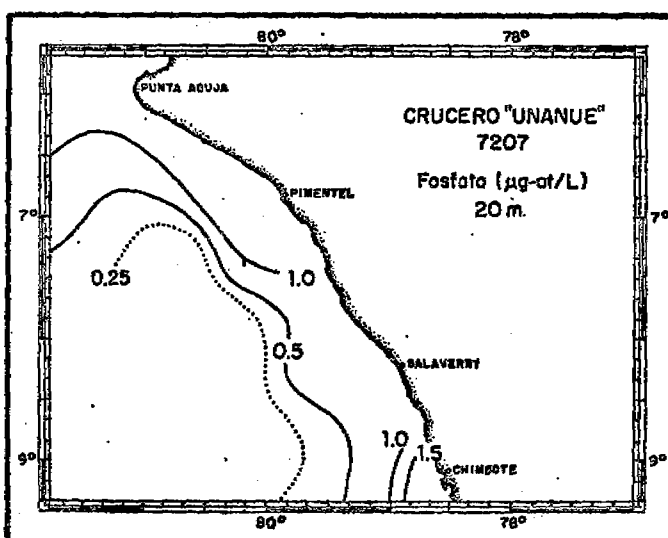 80° 78°
PUNTA AGUJA
CRUCERO "UNANUE"
7207
Fosfato (µg-at/L)
20 m.
PIMENTEL
7° 7°
0.25 1.0
0.5
SALAVERRY
1.0 1.5
9° CHIMBOTE 9°
80° 78°